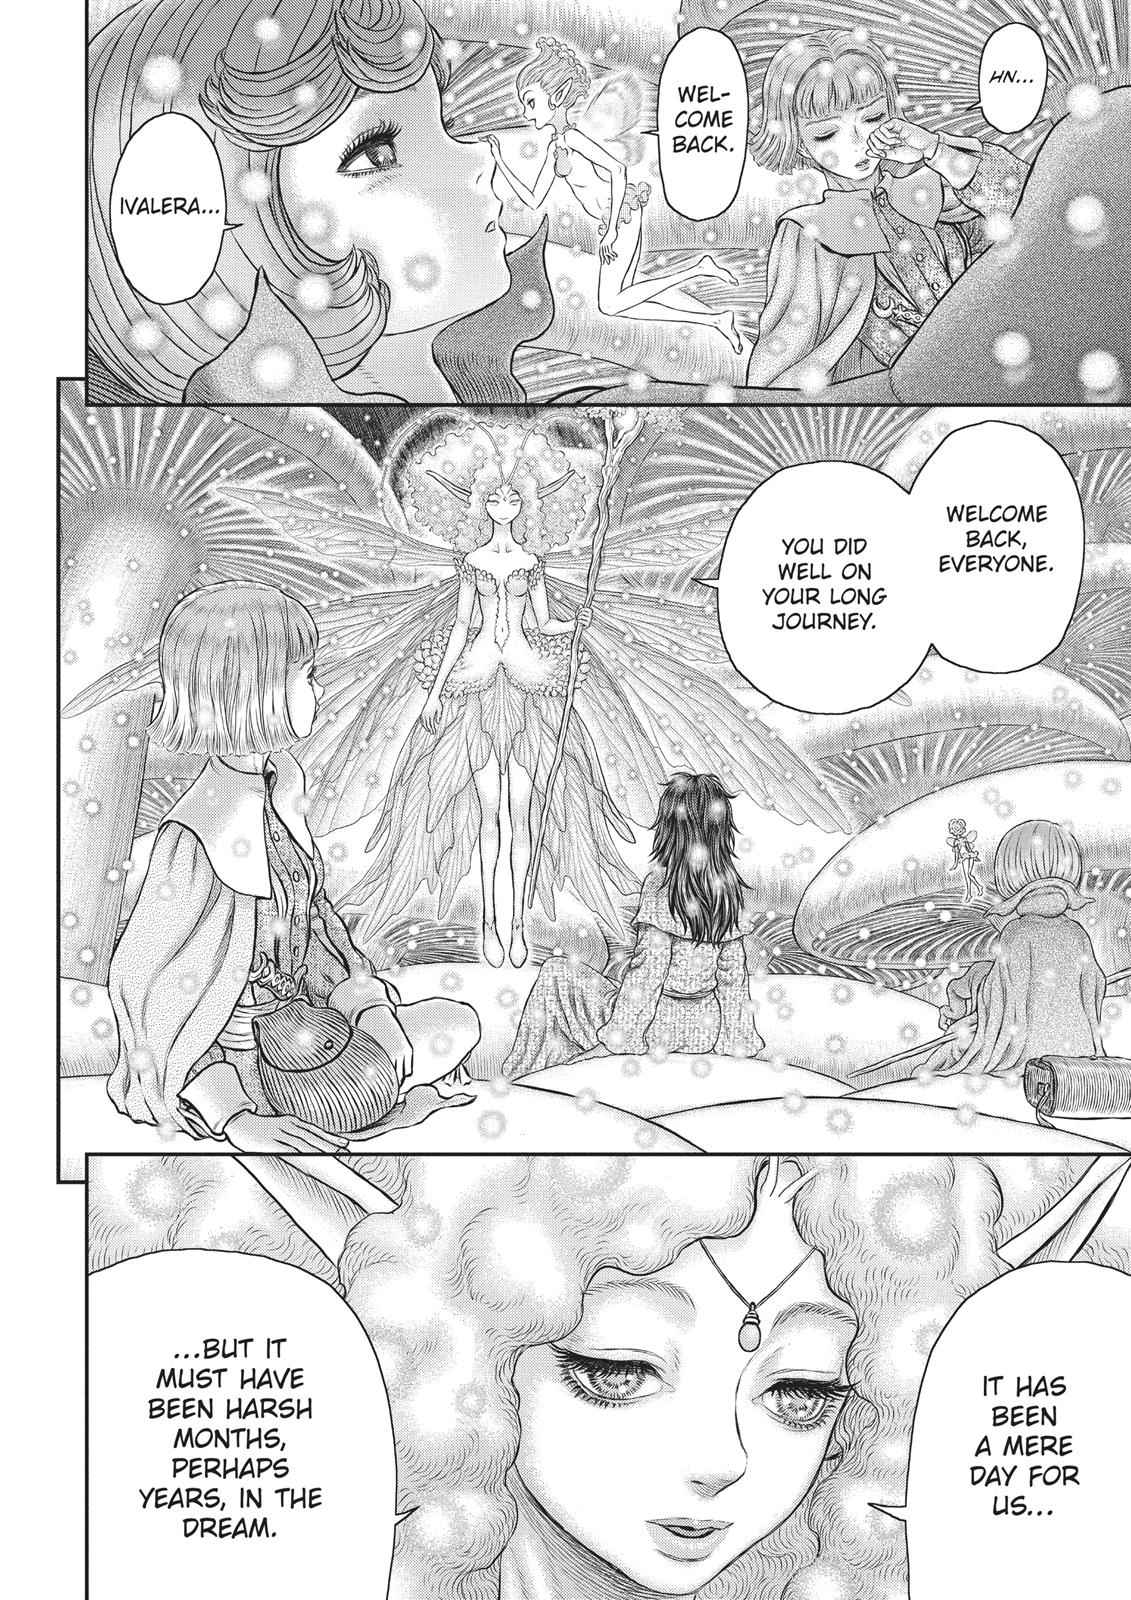 HN...
WEL-
COME
BACK.
IVALERA...
WELCOME
BACK,
EVERYONE.
YOU DID
WELL ON
YOUR LONG
JOURNEY.
IT HAS
BEEN
A MERE
DAY FOR
US...
...BUT IT
MUST HAVE
BEEN HARSH
MONTHS,
PERHAPS
YEARS, IN THE
DREAM.